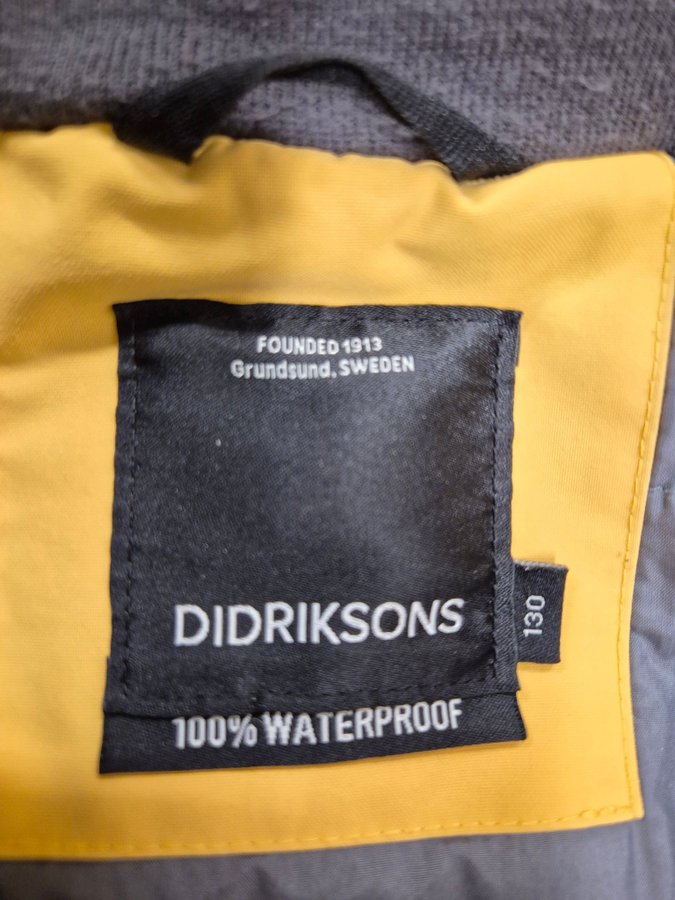 FOUNDED 1913
Grundsund, SWEDEN
DIDRIKSONS
130
100% WATERPROOF